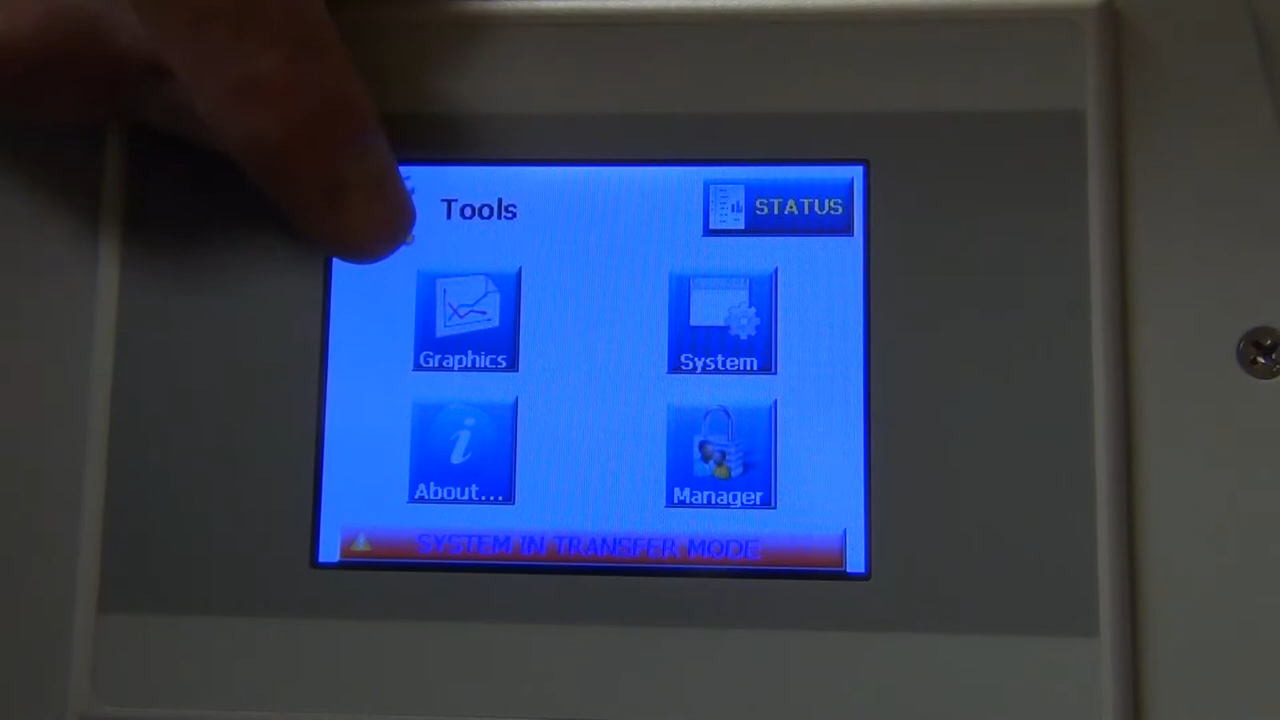 Tools
STATUS
Graphics
System
About...
Manager
SYSTEM IN TRANSFER MODE